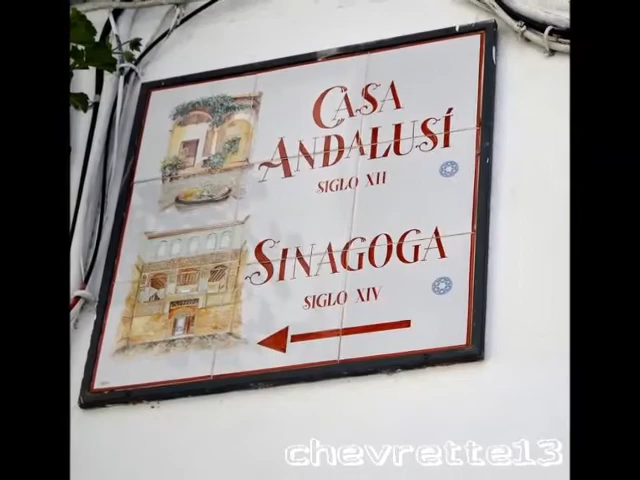 CASA
ANDALUSÍ
SIGLO XII
SINAGOGA
SIGLO XIV
chevrette13